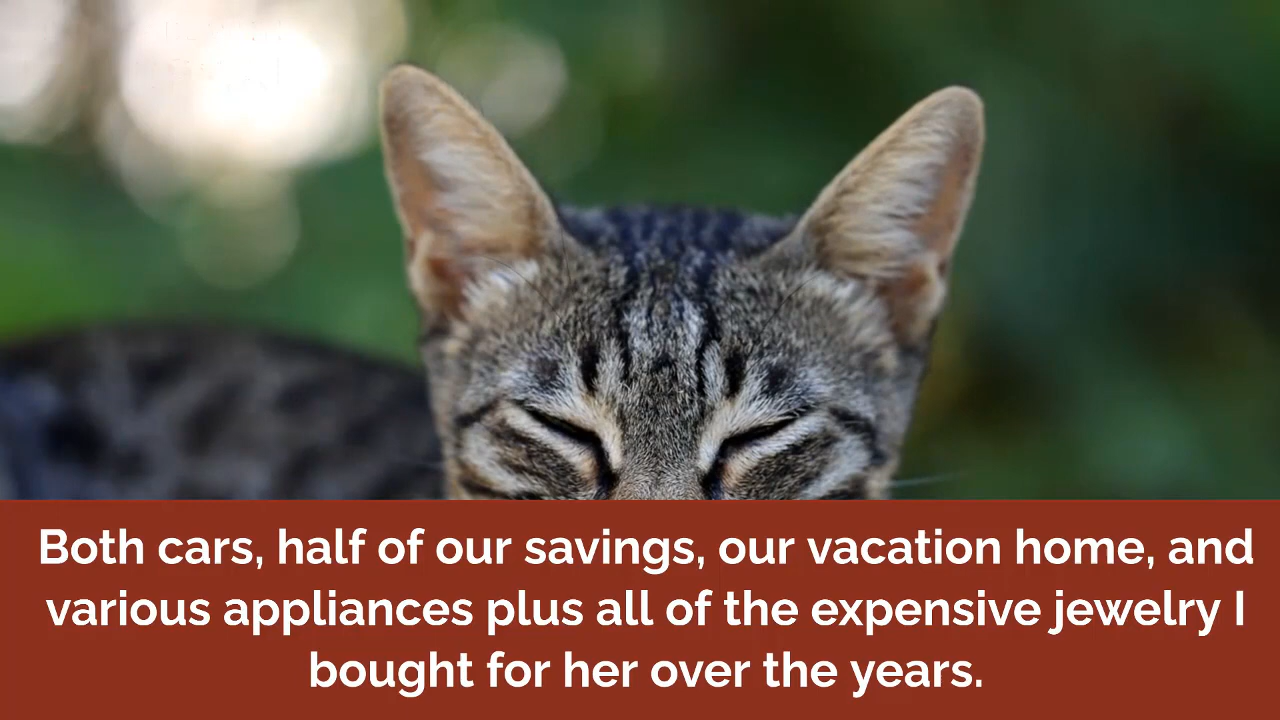 Both cars, half of our savings, our vacation home, and
various appliances plus all of the expensive jewelry I
bought for her over the years.